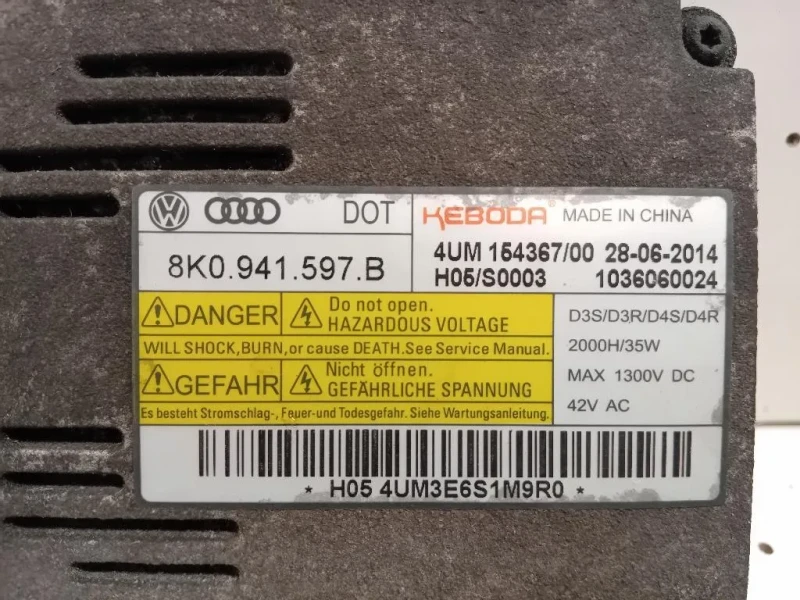 DOT
KEBODA MADE IN CHINA
8K0.941.597.B
4UM 154367/00 28-06-2014
H05/S0003 1036060024
DANGER
Do not open.
HAZARDOUS VOLTAGE
WILL SHOCK, BURN, or cause DEATH. See Service Manual.
GEFAHR
Nicht öffnen.
GEFÄHRLICHE SPANNUNG
Es besteht Stromschlag-, Feuer-und Todesgefahr. Siehe Wartungsanleitung.
D3S/D3R/D4S/D4R
2000H/35W
MAX 1300V DC
42V AC
* H05 4UM3E6S1M9R0 *